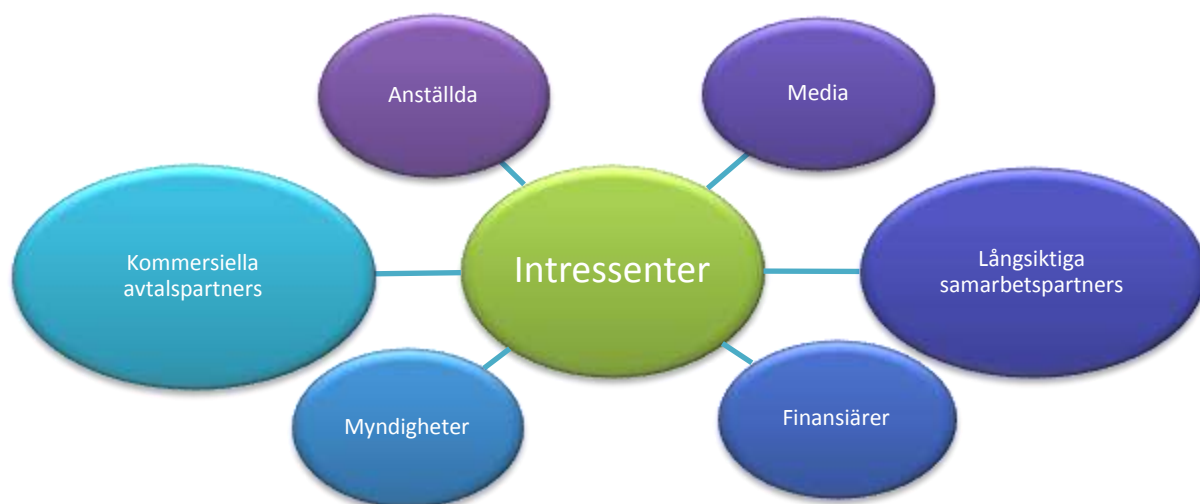 Anställda
Media
Kommersiella
avtalspartners
Intressenter
Långsiktiga
samarbetspartners
Myndigheter
Finansiärer